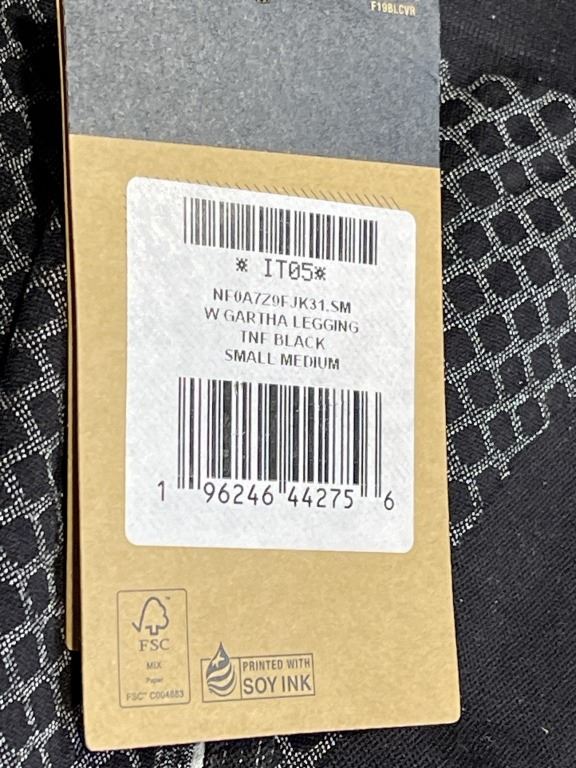 F19BLCVR
* IT05*
NF0A7Z9FJK31.SM
W GARTHA LEGGING
TNF BLACK
SMALL MEDIUM
1 96246 44275 6
FSC
MIX
Paper
FSC™ C004883
PRINTED WITH
SOY INK